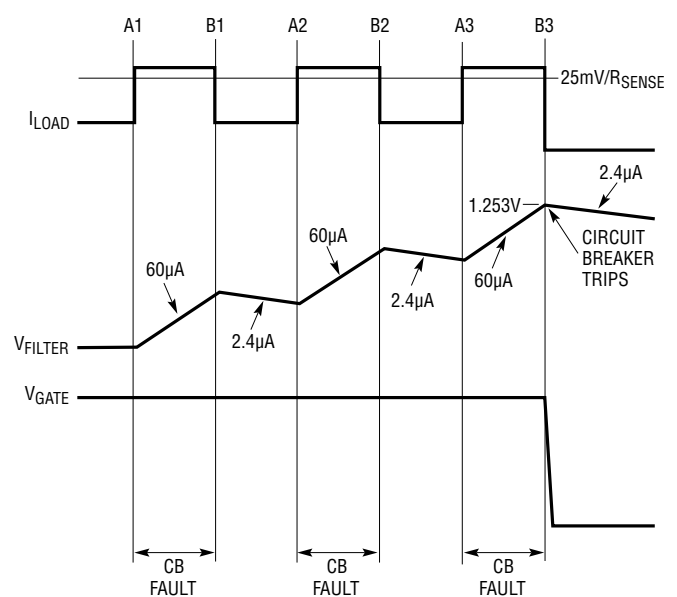 A1 B1 A2 B2 A3 B3
25mV/RSENSE
ILOAD
2.4µA
1.253V
60µA
CIRCUIT
BREAKER
TRIPS
60µA
60µA
2.4µA
2.4µA
VFILTER
VGATE
CB
FAULT
CB
FAULT
CB
FAULT